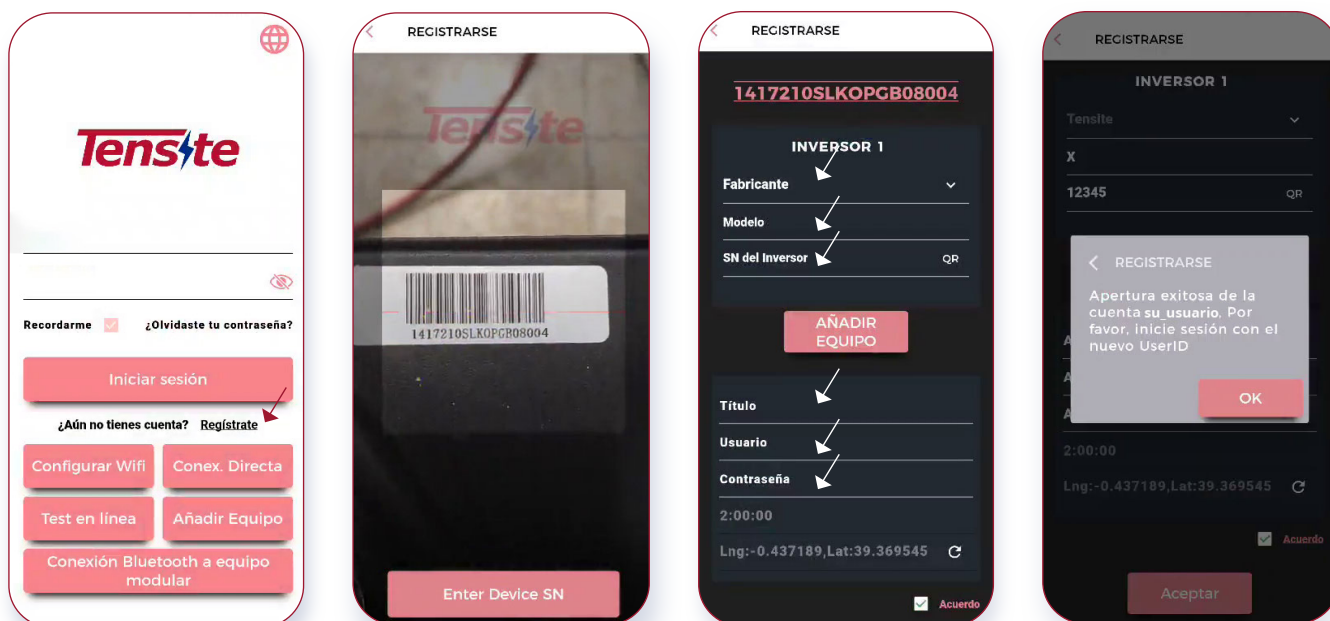 Tensite
Recordarme
¿Olvidaste tu contraseña?
Iniciar sesión
¿Aún no tienes cuenta? Regístrate
Configurar Wifi
Conex. Directa
Test en línea
Añadir Equipo
Conexión Bluetooth a equipo
modular
REGISTRARSE
Tensite
1417210SLKOPGB08004
Enter Device SN
REGISTRARSE
1417210SLKOPGB08004
INVERSOR 1
Fabricante
Modelo
SN del Inversor
QR
AÑADIR
EQUIPO
Título
Usuario
Contraseña
2:00:00
Lng:-0.437189,Lat:39.369545
Acuerdo
REGISTRARSE
INVERSOR 1
Tensite
X
12345
QR
REGISTRARSE
Apertura exitosa de la
cuenta su_usuario. Por
favor, inicie sesión con el
nuevo UserID
OK
A
A
A
2:00:00
Lng:-0.437189,Lat:39.369545
Acuerdo
Aceptar